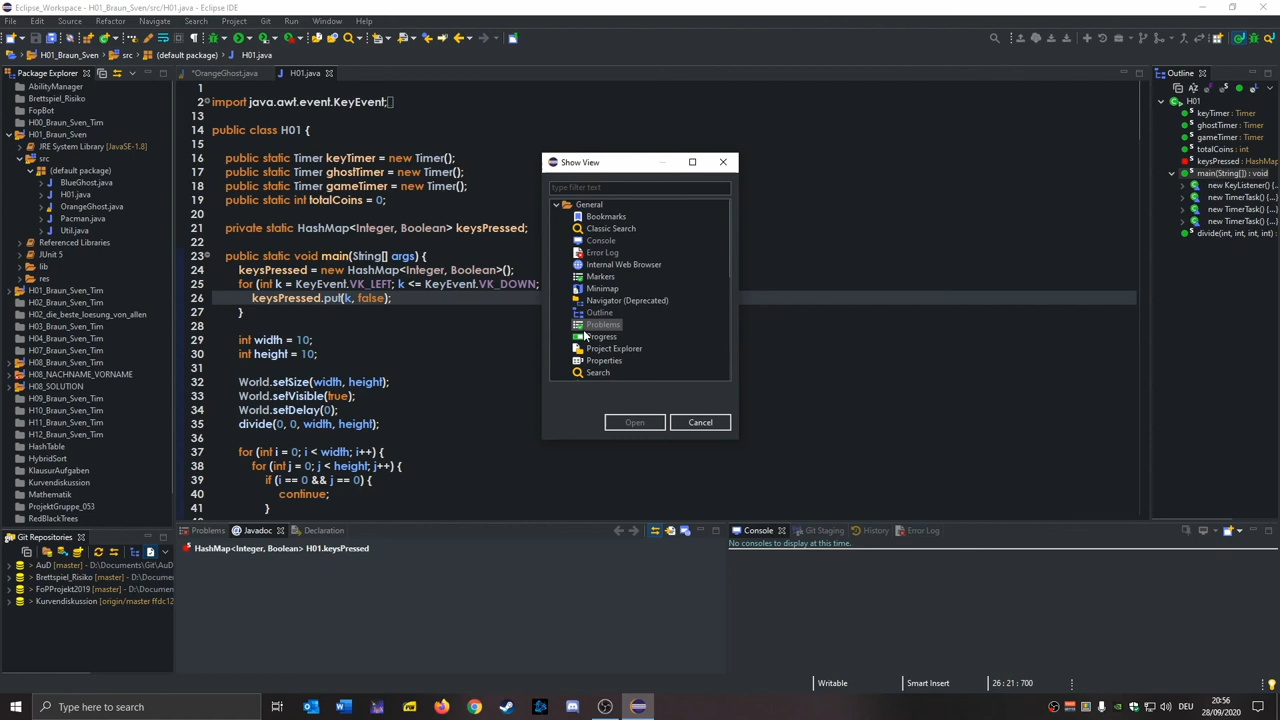 Eclipse_Workspace - H01_Braun_Sven/src/H01.java - Eclipse IDE
File Edit Source Refactor Navigate Search Project Git Run Window Help
H01_Braun_Sven src (default package) H01.java
Package Explorer
AbilityManager
Brettspiel_Risiko
FopBot
H00_Braun_Sven_Tim
H01_Braun_Sven
JRE System Library [JavaSE-1.8]
src
(default package)
BlueGhost.java
H01.java
OrangeGhost.java
Pacman.java
Util.java
Referenced Libraries
JUnit 5
lib
res
H01_Braun_Sven_Tim
H02_Braun_Sven_Tim
H02_die_beste_loesung_von_allen
H03_Braun_Sven_Tim
H04_Braun_Sven_Tim
H07_Braun_Sven_Tim
H08_Braun_Sven_Tim
H08_NACHNAME_VORNAME
H08_SOLUTION
H09_Braun_Sven_Tim
H10_Braun_Sven_Tim
H11_Braun_Sven_Tim
H12_Braun_Sven_Tim
HashTable
HybridSort
KlausurAufgaben
Kurvendiskussion
Mathematik
ProjektGruppe_053
RedBlackTrees
*OrangeGhost.java H01.java
1
2 import java.awt.event.KeyEvent;
13
14 public class H01 {
15
16 public static Timer keyTimer = new Timer();
17 public static Timer ghostTimer = new Timer();
18 public static Timer gameTimer = new Timer();
19 public static int totalCoins = 0;
20
21 private static HashMap<Integer, Boolean> keysPressed;
22
23 public static void main(String[] args) {
24 keysPressed = new HashMap<Integer, Boolean>();
25 for (int k = KeyEvent.VK_LEFT; k <= KeyEvent.VK_DOWN;
26 keysPressed.put(k, false);
27 }
28
29 int width = 10;
30 int height = 10;
31
32 World.setSize(width, height);
33 World.setVisible(true);
34 World.setDelay(0);
35 divide(0, 0, width, height);
36
37 for (int i = 0; i < width; i++) {
38 for (int j = 0; j < height; j++) {
39 if (i == 0 && j == 0) {
40 continue;
41 }
Show View
type filter text
General
Bookmarks
Classic Search
Console
Error Log
Internal Web Browser
Markers
Minimap
Navigator (Deprecated)
Outline
Problems
Progress
Project Explorer
Properties
Search
Open Cancel
Outline
H01
keyTimer : Timer
ghostTimer : Timer
gameTimer : Timer
totalCoins : int
keysPressed : HashMap
main(String[]) : void
new KeyListener() {
new TimerTask() {
new TimerTask() {
divide(int, int, int, int) :
Git Repositories
> AuD [master] - D:\Documents\Git\AuD
> Brettspiel_Risiko [master] - D:\Docum
> FoPProjekt2019 [master] - D:\Documen
> Kurvendiskussion [origin/master ffdc12
Problems Javadoc Declaration
HashMap<Integer, Boolean> H01.keysPressed
Console Git Staging History Error Log
No consoles to display at this time.
Writable Smart Insert 26 : 21 : 700
Type here to search
DEU
20:56
28/09/2020